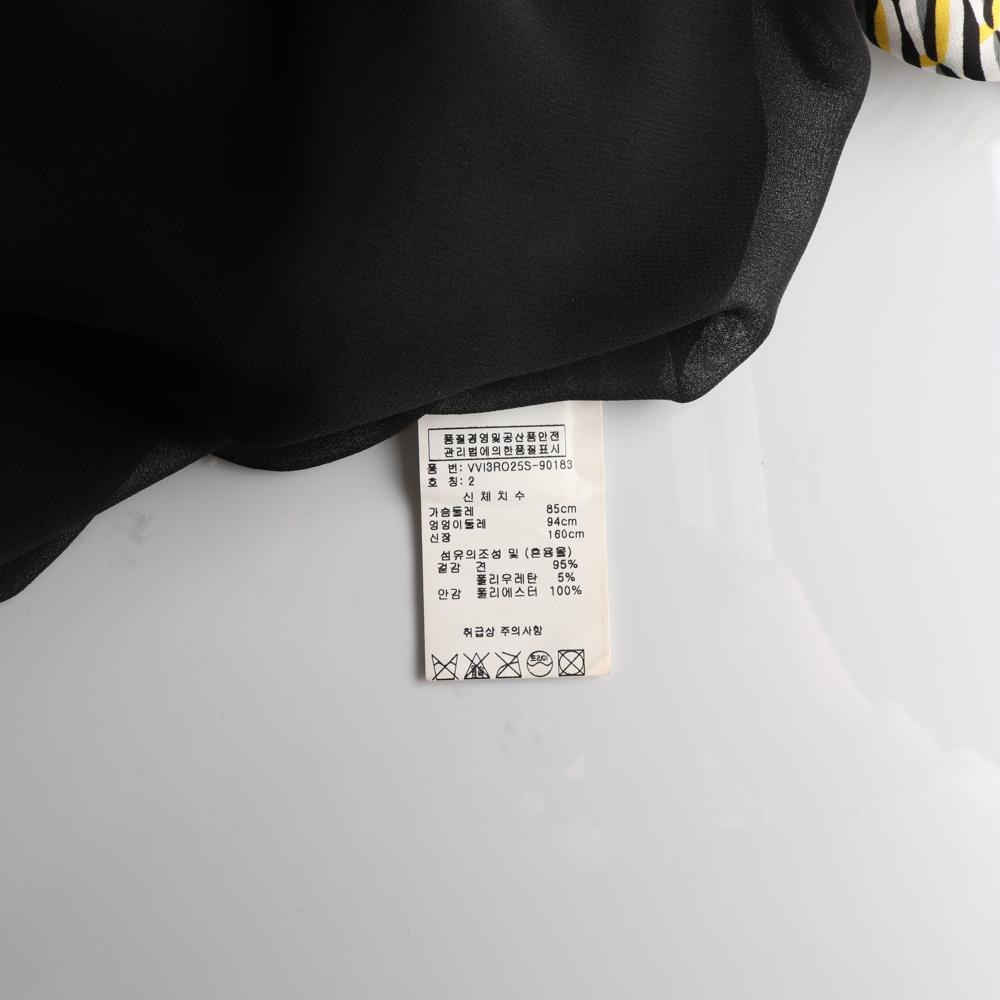 품질경영및공산품안전
관리법에의한품질표시
품 번: VVI3RO25S-90183
호 칭: 2
신 체 치 수
가슴둘레 85cm
엉덩이둘레 94cm
신장 160cm
섬유의조성 및 (혼용율)
겉감 견 95%
폴리우레탄 5%
안감 폴리에스터 100%
취급상 주의사항
드라이